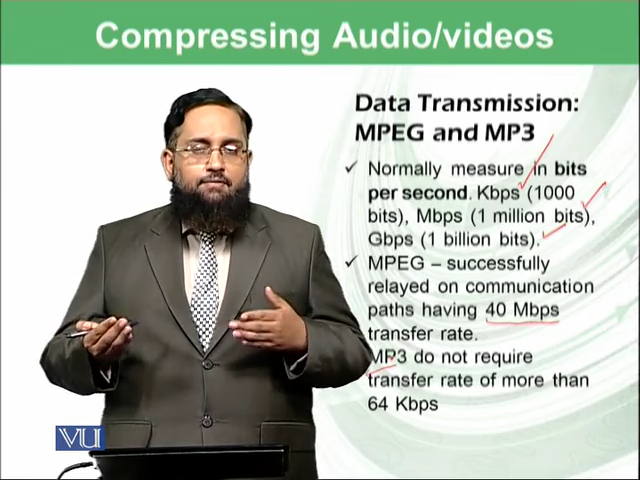 Compressing Audio/videos
Data Transmission:
MPEG and MP3
✓ Normally measure in bits
per second. Kbps (1000
bits), Mbps (1 million bits),
Gbps (1 billion bits).
✓ MPEG – successfully
relayed on communication
paths having 40 Mbps
transfer rate.
MP3 do not require
transfer rate of more than
64 Kbps
VU